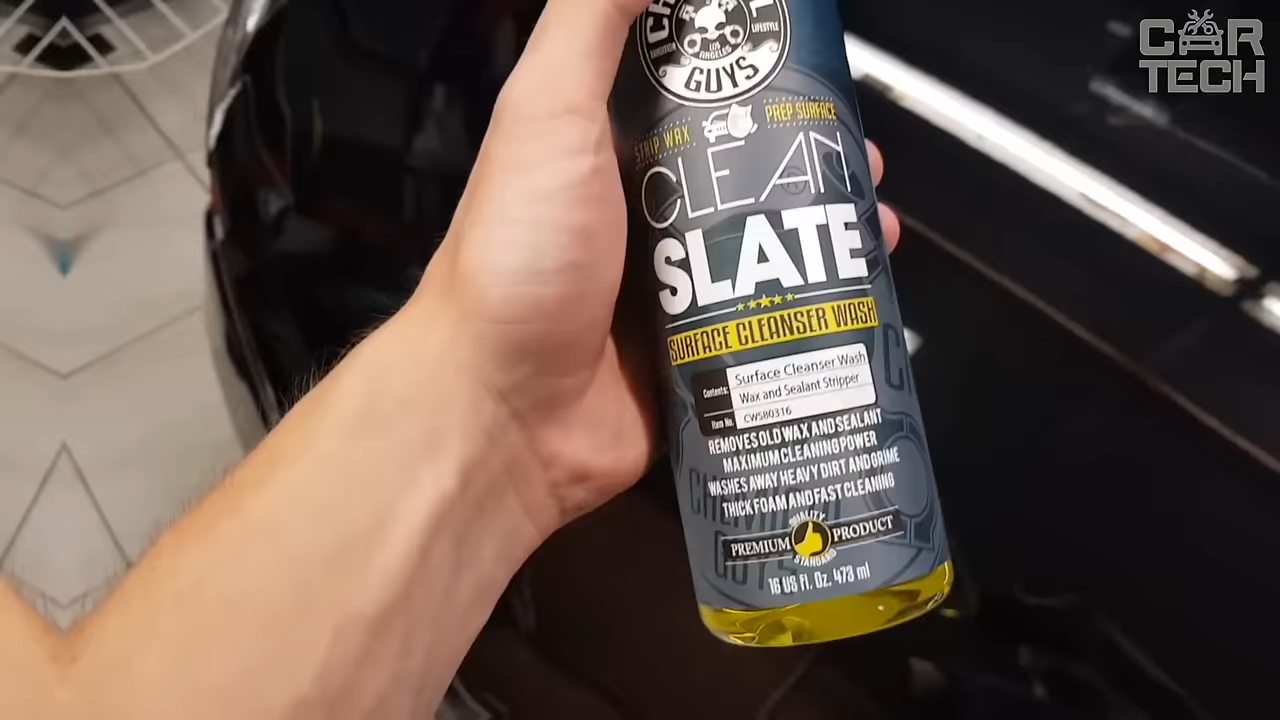 CAR
TECH
EXPEDITION
LOS
ANGELES
LIFESTYLE
GUYS
STRIP WAX
PREP SURFACE
CLEAN
SLATE
SURFACE CLEANSER WASH
Contents: Surface Cleanser Wash
Wax and Sealant Stripper
Item No. CWS80316
REMOVES OLD WAX AND SEALANT
MAXIMUM CLEANING POWER
WASHES AWAY HEAVY DIRT AND GRIME
THICK FOAM AND FAST CLEANING
QUALITY
PREMIUM PRODUCT
STANDARD
16 US fl. Oz. 473 ml